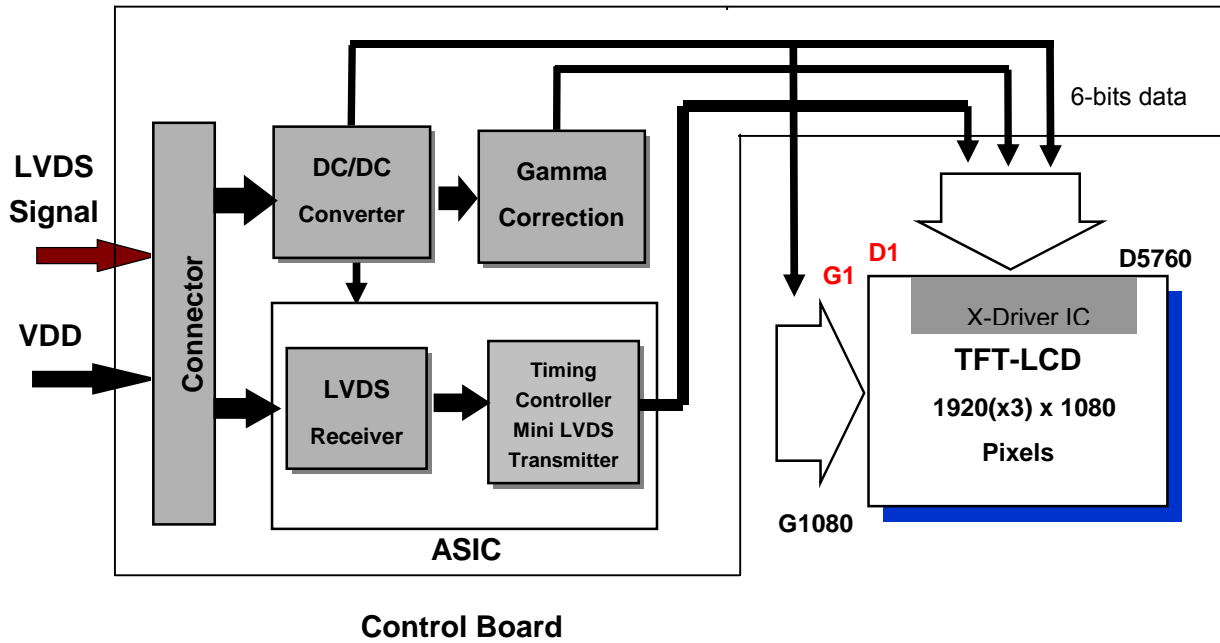 6-bits data
LVDS
Signal
VDD
Connector
DC/DC
Converter
Gamma
Correction
LVDS
Receiver
Timing
Controller
Mini LVDS
Transmitter
ASIC
D1
G1
D5760
X-Driver IC
TFT-LCD
1920(x3) x 1080
Pixels
G1080
Control Board